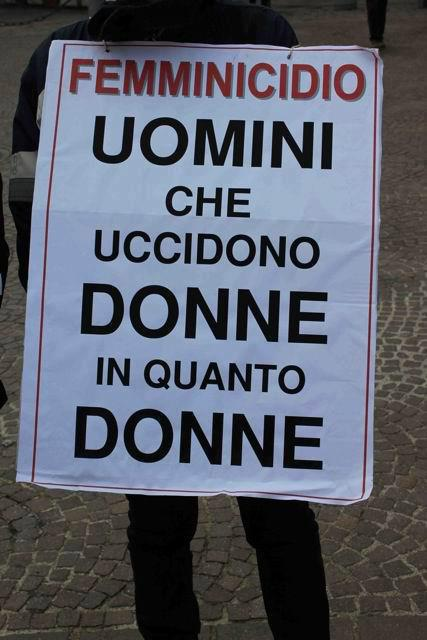 FEMMINICIDIO
UOMINI
CHE
UCCIDONO
DONNE
IN QUANTO
DONNE